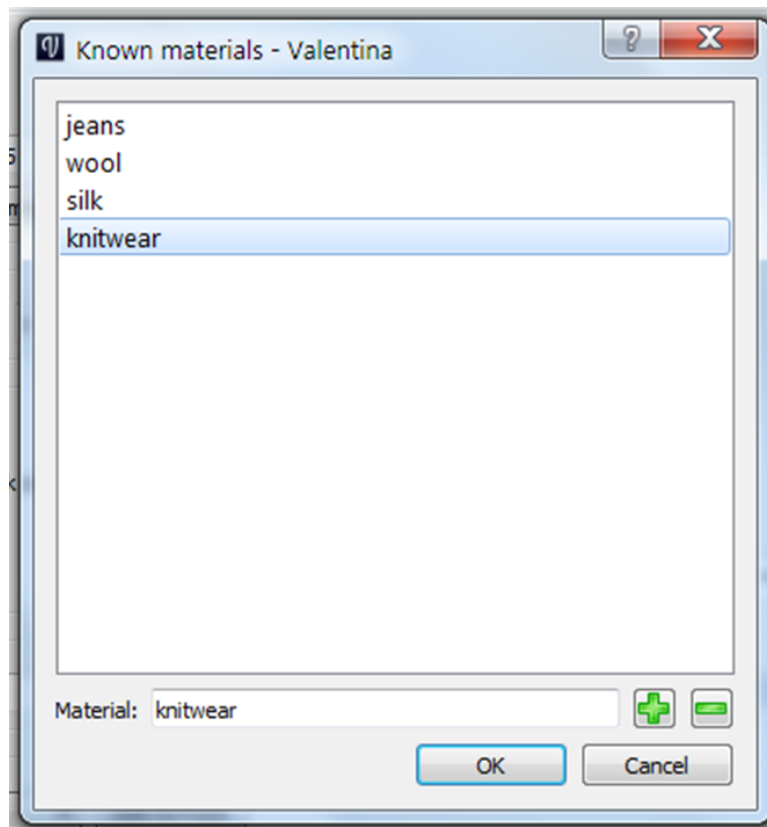 Known materials - Valentina
jeans
wool
silk
knitwear
Material: knitwear
OK Cancel